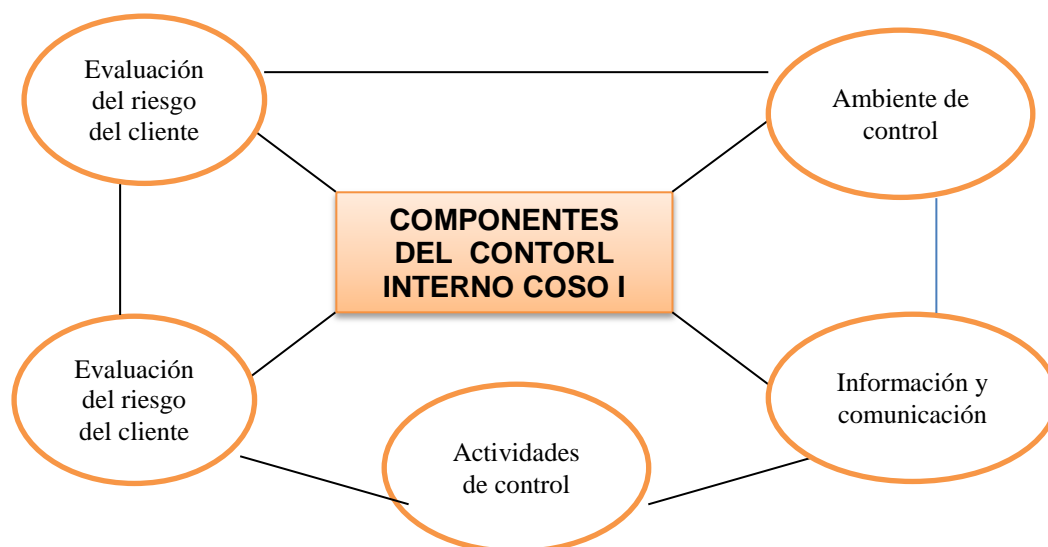 Evaluación
del riesgo
del cliente
Ambiente de
control
COMPONENTES
DEL CONTORL
INTERNO COSO I
Evaluación
del riesgo
del cliente
Información y
comunicación
Actividades
de control